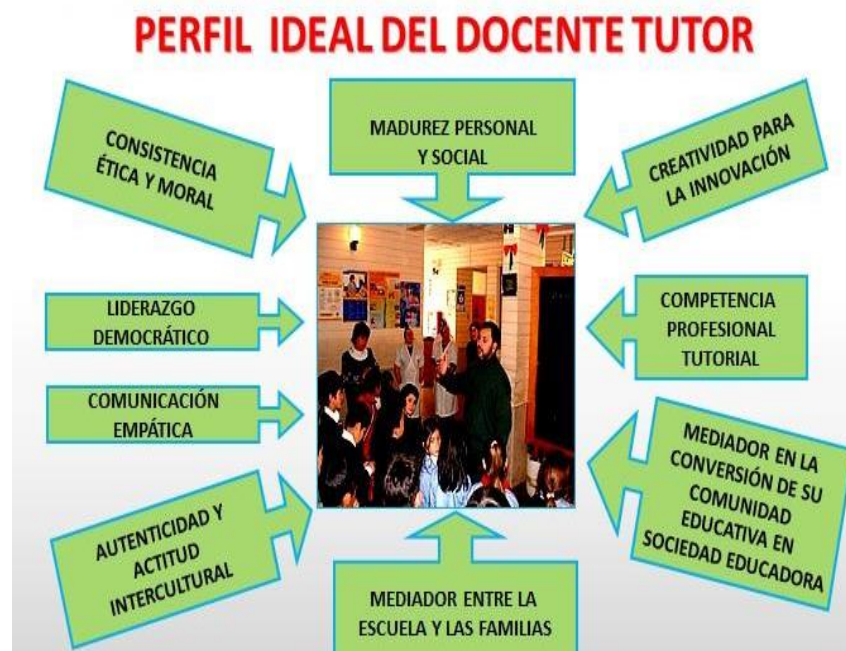 PERFIL IDEAL DEL DOCENTE TUTOR
CONSISTENCIA
ÉTICA Y MORAL
MADUREZ PERSONAL
Y SOCIAL
CREATIVIDAD PARA
LA INNOVACIÓN
LIDERAZGO
DEMOCRÁTICO
COMPETENCIA
PROFESIONAL
TUTORIAL
COMUNICACIÓN
EMPÁTICA
MEDIADOR EN LA
CONVERSIÓN DE SU
COMUNIDAD
EDUCATIVA EN
SOCIEDAD EDUCADORA
AUTENTICIDAD Y
ACTITUD
INTERCULTURAL
MEDIADOR ENTRE LA
ESCUELA Y LAS FAMILIAS